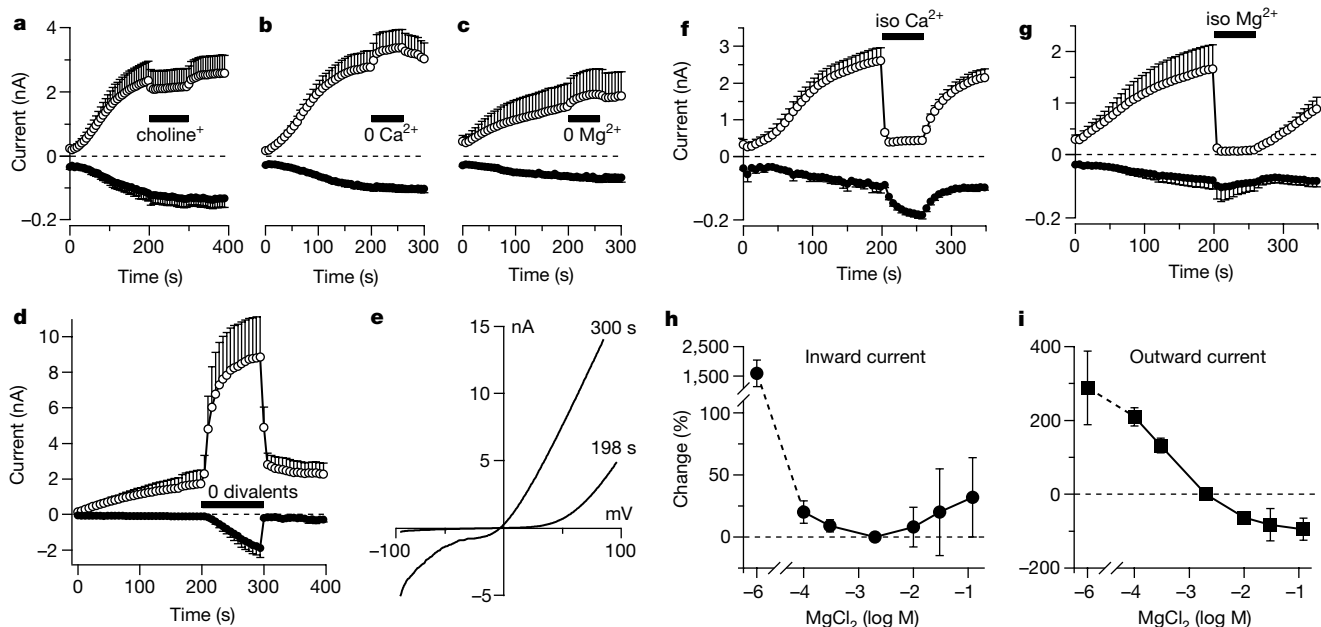 a
Current (nA)
4
2
0
–0.2
choline+
0 100 200 300 400
Time (s)
b
0 Ca2+
0 100 200 300
Time (s)
c
0 Mg2+
0 100 200 300
Time (s)
f
iso Ca2+
Current (nA)
3
2
1
0
–0.2
0 100 200 300
Time (s)
g
iso Mg2+
2
1
0
–0.2
0 100 200 300
Time (s)
d
Current (nA)
10
8
6
4
2
0
–2
0 divalents
0 100 200 300 400
Time (s)
e
15
nA
300 s
10
198 s
5
mV
–100
100
–5
h
Inward current
Change (%)
2,500
1,500
100
50
0
–6 –4 –3 –2 –1
MgCl2 (log M)
i
Outward current
400
200
0
–200
–6 –4 –3 –2 –1
MgCl2 (log M)